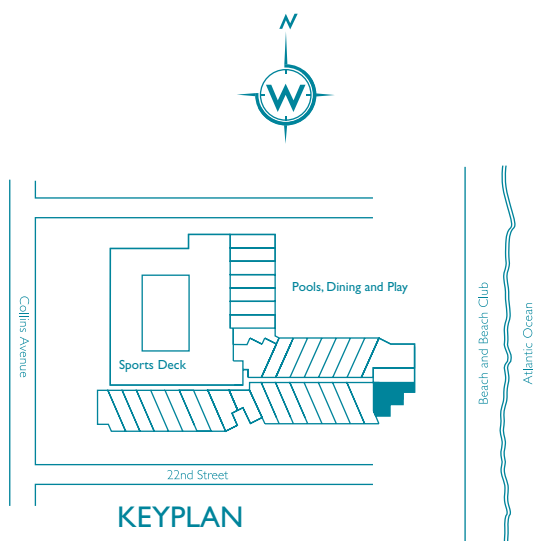 N
W
Pools, Dining and Play
Sports Deck
Collins Avenue
Beach and Beach Club
Atlantic Ocean
22nd Street
KEYPLAN